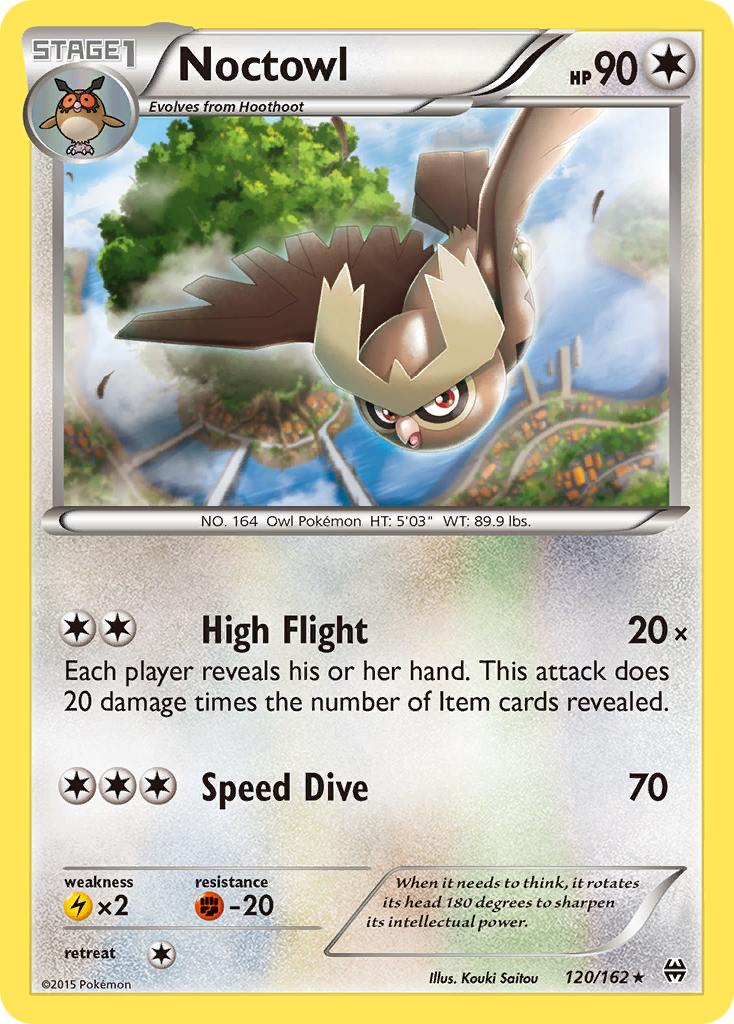 STAGE1
Noctowl
HP 90
Evolves from Hoothoot
NO. 164 Owl Pokémon HT: 5'03" WT: 89.9 lbs.
High Flight 20×
Each player reveals his or her hand. This attack does
20 damage times the number of Item cards revealed.
Speed Dive 70
weakness
×2
resistance
-20
retreat
When it needs to think, it rotates
its head 180 degrees to sharpen
its intellectual power.
©2015 Pokémon
Illus. Kouki Saitou
120/162 ★